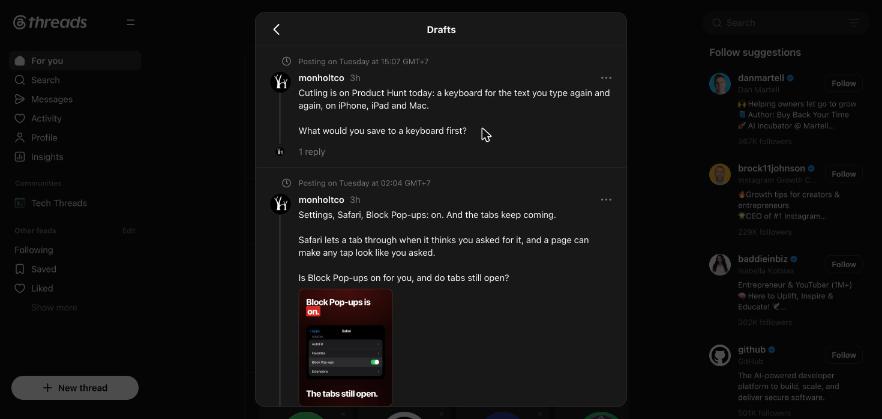 threads
For you
Search
Messages
Activity
Profile
Insights
Communities
Tech Threads
Other feeds Edit
Following
Saved
Liked
Show more
+ New thread
Drafts
Posting on Tuesday at 15:07 GMT+7
monholtco 3h
Cutling is on Product Hunt today: a keyboard for the text you type again and
again, on iPhone, iPad and Mac.
What would you save to a keyboard first?
1 reply
Posting on Tuesday at 02:04 GMT+7
monholtco 3h
Settings, Safari, Block Pop-ups: on. And the tabs keep coming.
Safari lets a tab through when it thinks you asked for it, and a page can
make any tap look like you asked.
Is Block Pop-ups on for you, and do tabs still open?
Block Pop-ups is
on.
Safari
AutoFill
Favorites
Block Pop-ups
Extensions
The tabs still open.
Search
Follow suggestions
danmartell
Dan Martell
Follow
Helping owners let go to grow
Author: Buy Back Your Time
AI incubator @ Martell...
367K followers
brock11johnson
Instagram Growth C...
Follow
Growth tips for creators &
entrepreneurs
CEO of #1 Instagram...
229K followers
baddieinbiz
Isabella Kotsias
Follow
Entrepreneur & YouTuber (1M+)
Here to Uplift, Inspire &
Educate!
302K followers
github
GitHub
Follow
The AI-powered developer
platform to build, scale, and
deliver secure software.
501K followers